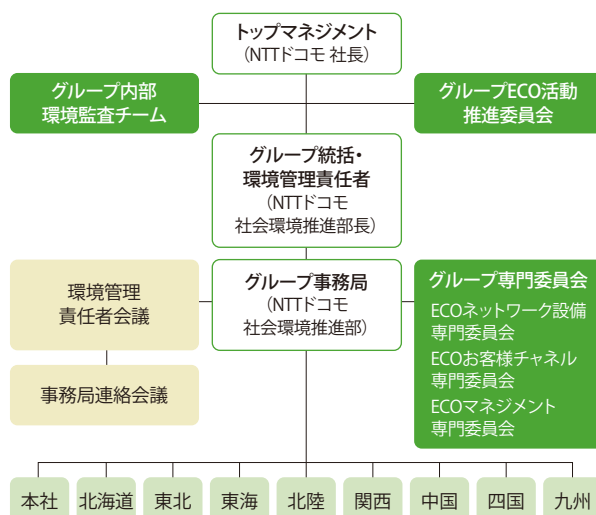 トップマネジメント
（NTTドコモ 社長）
グループ内部
環境監査チーム
グループECO活動
推進委員会
グループ統括・
環境管理責任者
（NTTドコモ
社会環境推進部長）
環境管理
責任者会議
グループ事務局
（NTTドコモ
社会環境推進部）
グループ専門委員会
ECOネットワーク設備
専門委員会
ECOお客様チャネル
専門委員会
ECOマネジメント
専門委員会
事務局連絡会議
本社
北海道
東北
東海
北陸
関西
中国
四国
九州